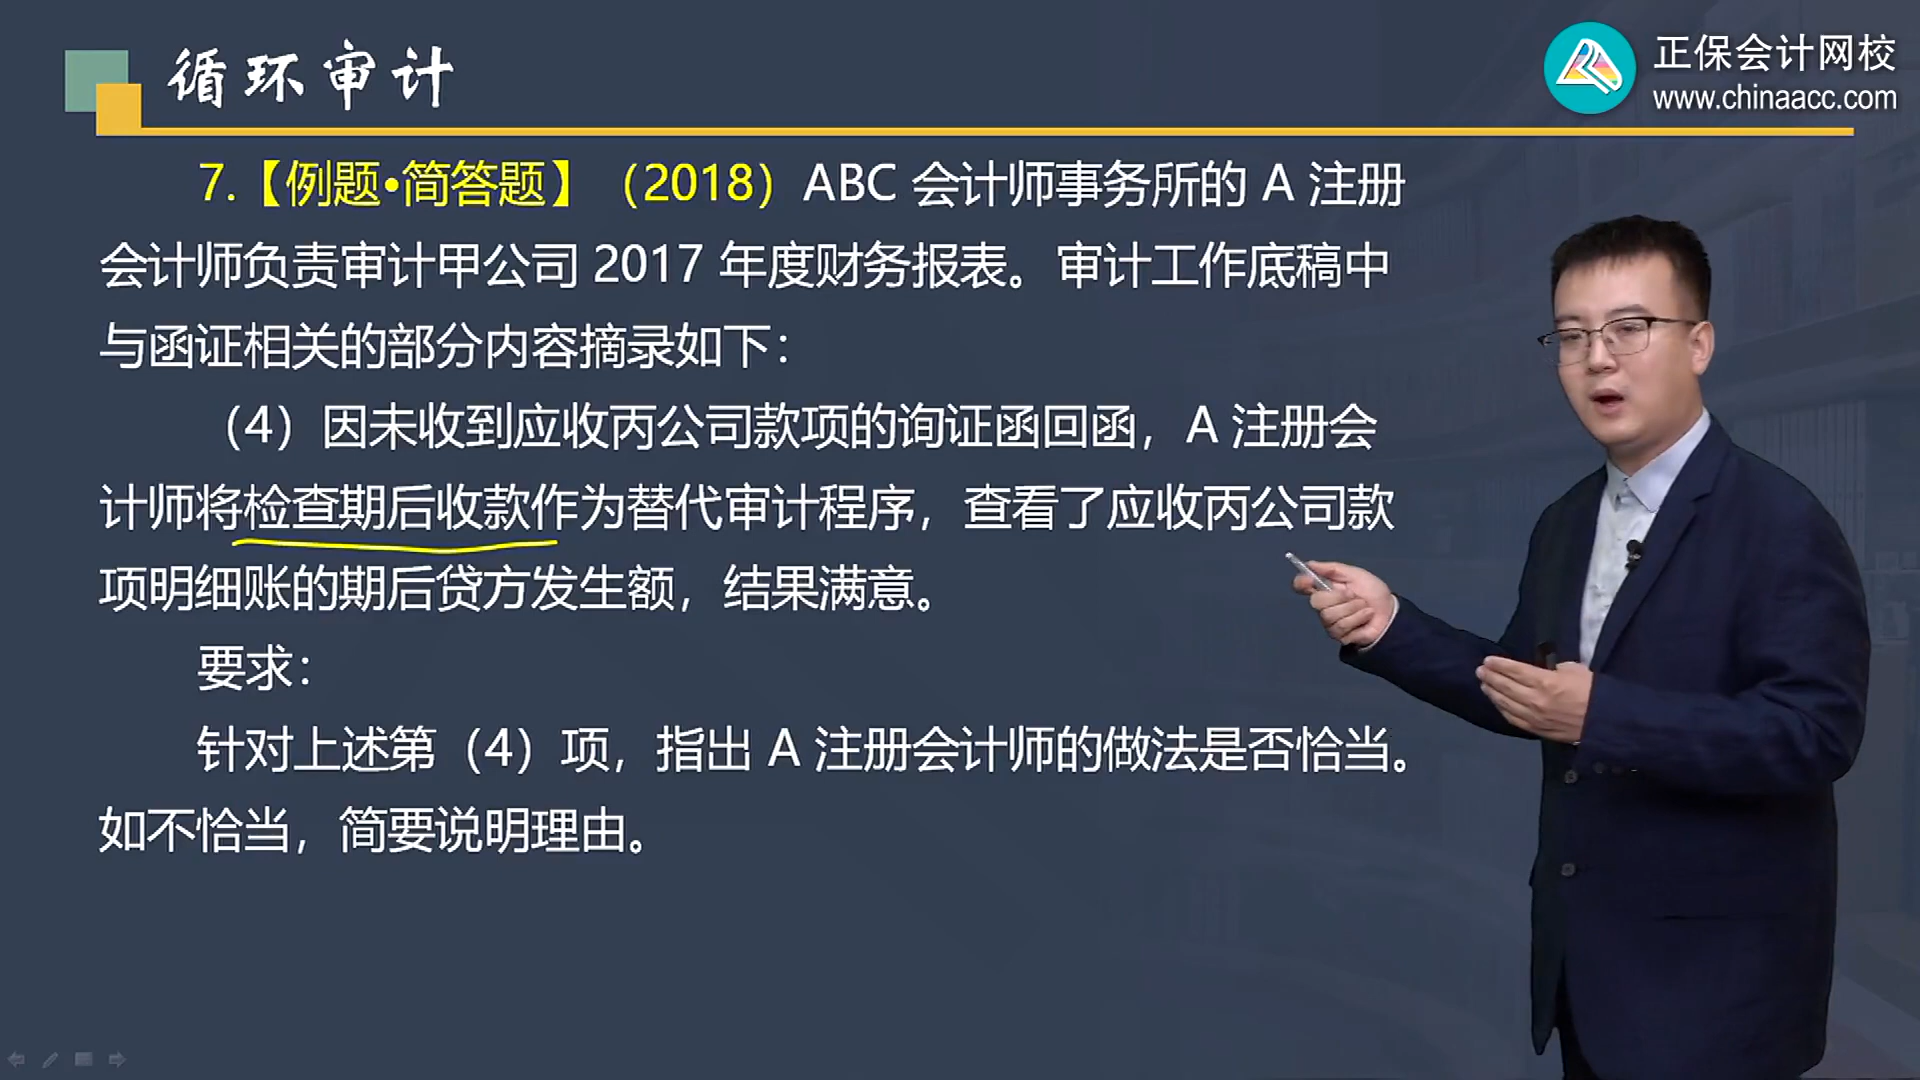 循环审计
正保会计网校
www.chinaacc.com
7.【例题•简答题】（2018）ABC 会计师事务所的 A 注册
会计师负责审计甲公司 2017 年度财务报表。审计工作底稿中
与函证相关的部分内容摘录如下：
（4）因未收到应收丙公司款项的询证函回函，A 注册会
计师将检查期后收款作为替代审计程序，查看了应收丙公司款
项明细账的期后贷方发生额，结果满意。
要求：
针对上述第（4）项，指出 A 注册会计师的做法是否恰当。
如不恰当，简要说明理由。